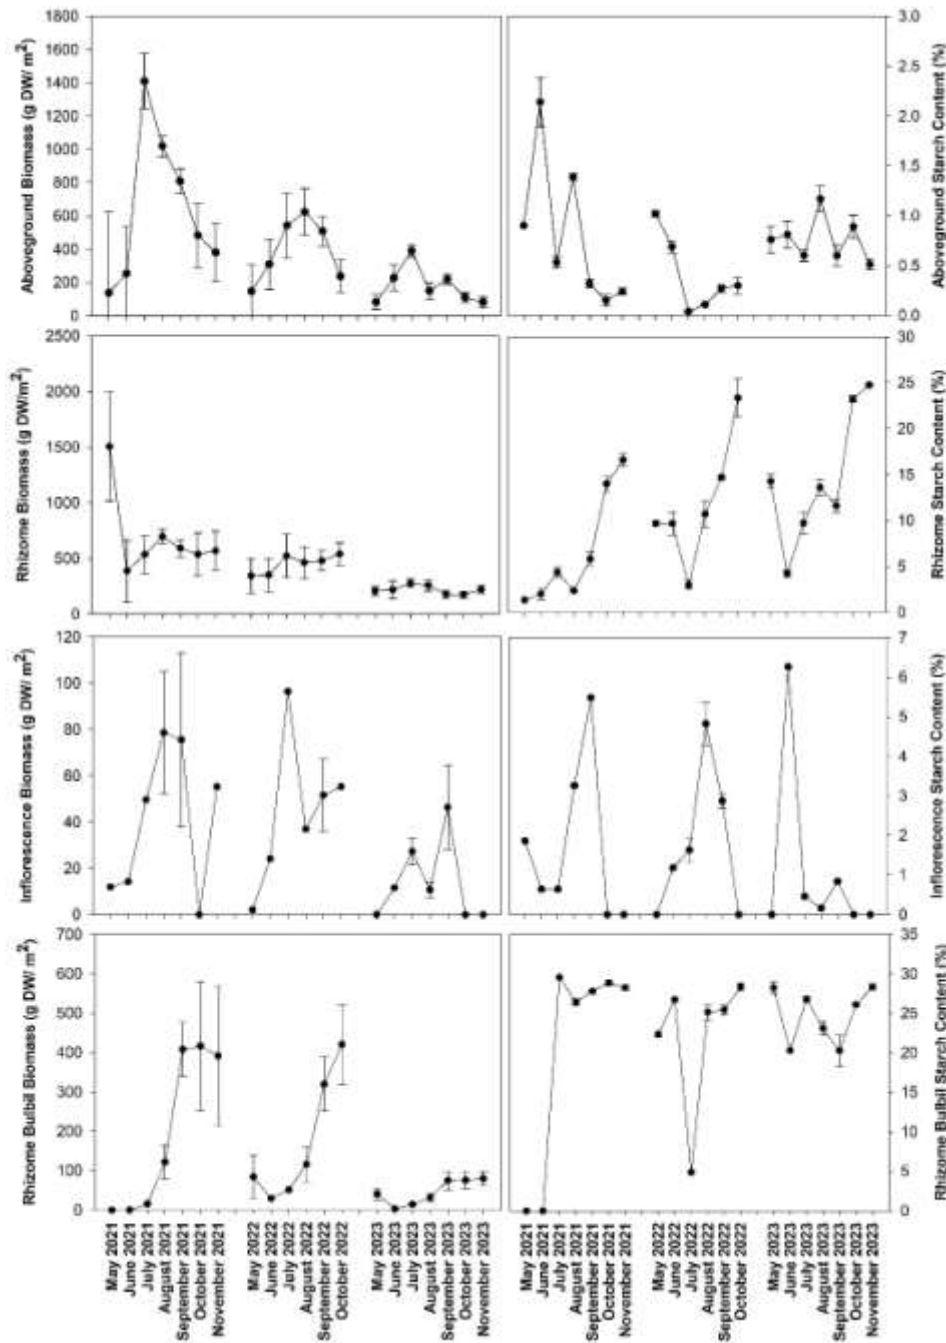 Aboveground Biomass (g DW/ m²)
1800
1600
1400
1200
1000
800
600
400
200
0
3.0
2.5
2.0
1.5
1.0
0.5
0.0
Aboveground Starch Content (%)
Rhizome Biomass (g DW/m²)
2500
2000
1500
1000
500
0
30
25
20
15
10
5
0
Rhizome Starch Content (%)
Inflorescence Biomass (g DW/ m²)
120
100
80
60
40
20
0
7
6
5
4
3
2
1
0
Inflorescence Starch Content (%)
Rhizome Bulbil Biomass (g DW/ m²)
700
600
500
400
300
200
100
0
35
30
25
20
15
10
5
0
Rhizome Bulbil Starch Content (%)
May 2021
June 2021
July 2021
August 2021
September 2021
October 2021
November 2021
May 2022
June 2022
July 2022
August 2022
September 2022
October 2022
May 2023
June 2023
July 2023
August 2023
September 2023
October 2023
November 2023
May 2021
June 2021
July 2021
August 2021
September 2021
October 2021
November 2021
May 2022
June 2022
July 2022
August 2022
September 2022
October 2022
May 2023
June 2023
July 2023
August 2023
September 2023
October 2023
November 2023